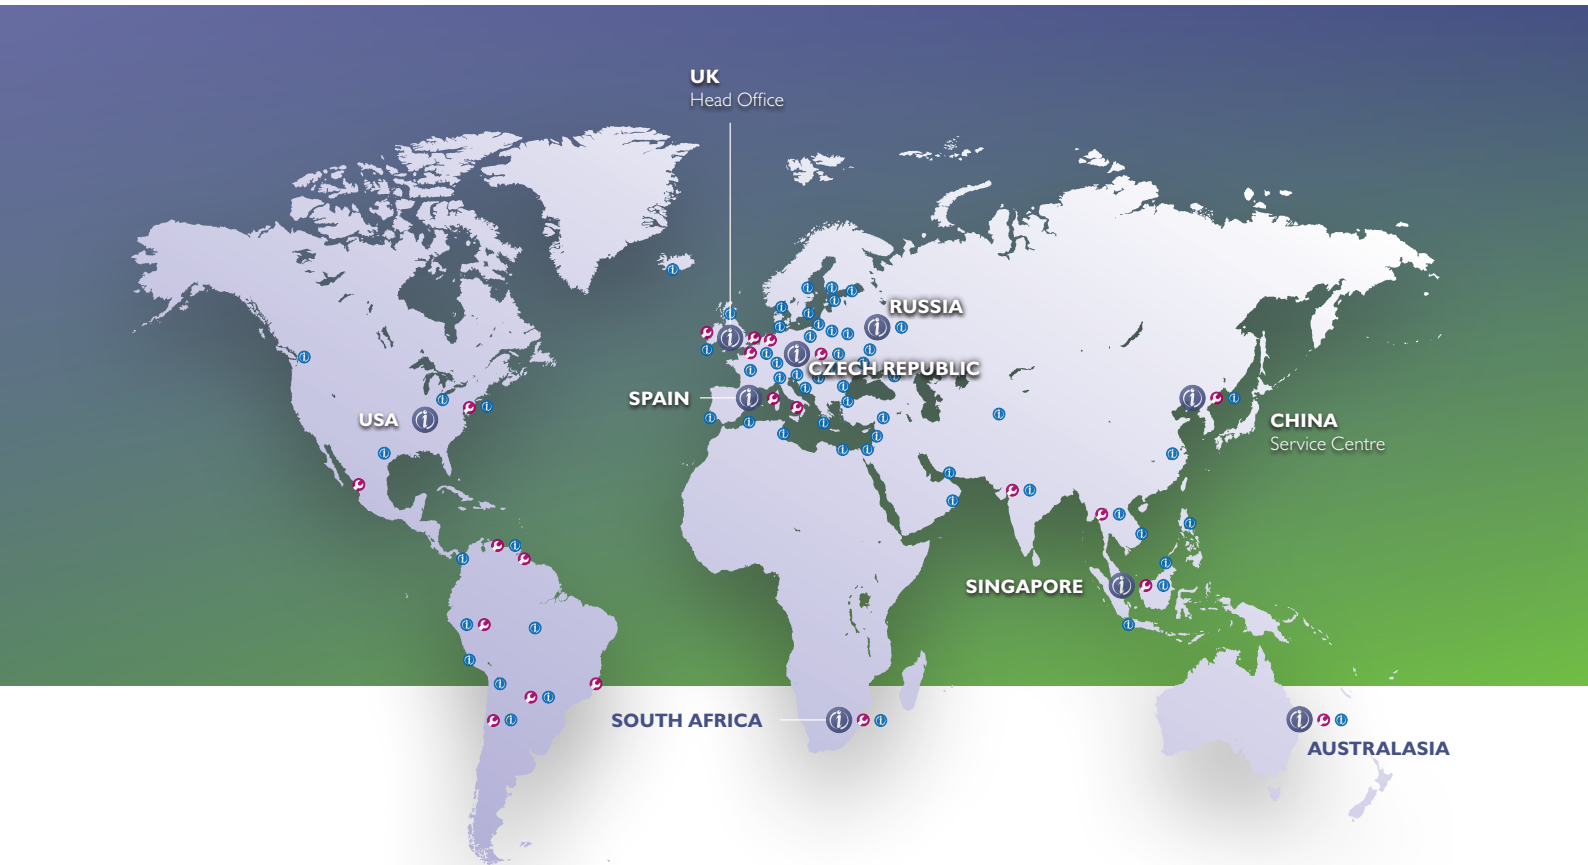 UK
Head Office
RUSSIA
CZECH REPUBLIC
SPAIN
USA
CHINA
Service Centre
SINGAPORE
SOUTH AFRICA
AUSTRALASIA